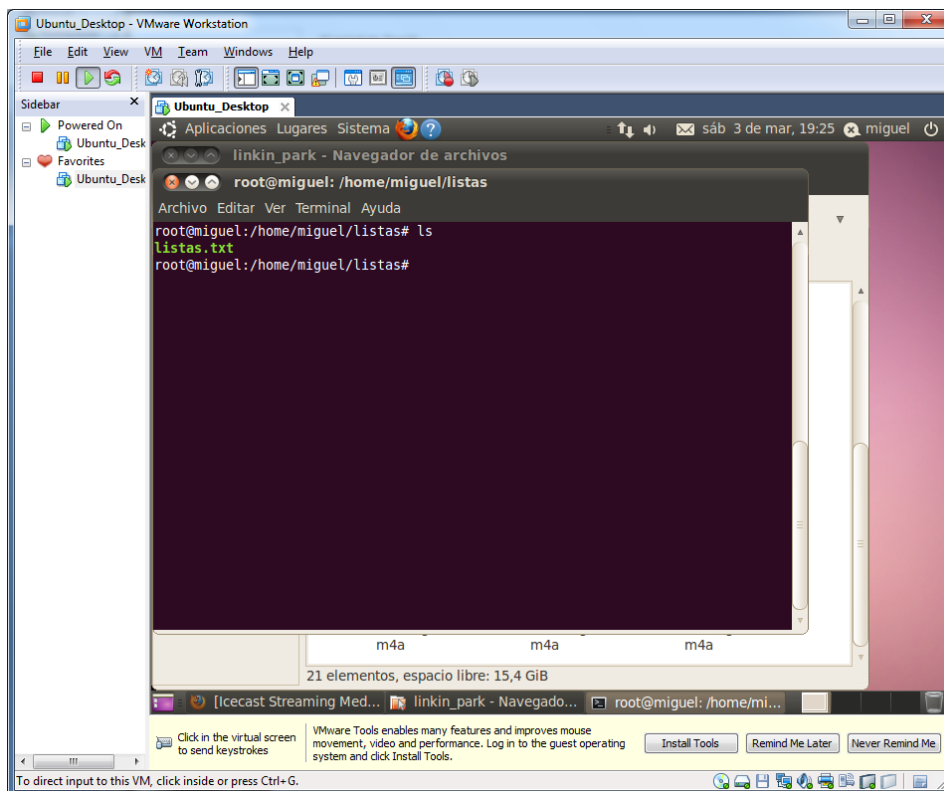 Ubuntu_Desktop - VMware Workstation
File Edit View VM Team Windows Help
Sidebar
Powered On
Ubuntu_Desk
Favorites
Ubuntu_Desk
Ubuntu_Desktop
Aplicaciones Lugares Sistema
sáb 3 de mar, 19:25 miguel
linkin_park - Navegador de archivos
root@miguel: /home/miguel/listas
Archivo Editar Ver Terminal Ayuda
root@miguel:/home/miguel/listas# ls
listas.txt
root@miguel:/home/miguel/listas#
m4a m4a m4a
21 elementos, espacio libre: 15,4 GiB
[Icecast Streaming Med... linkin_park - Navegado... root@miguel: /home/mi...
Click in the virtual screen
to send keystrokes
VMware Tools enables many features and improves mouse
movement, video and performance. Log in to the guest operating
system and click Install Tools.
Install Tools Remind Me Later Never Remind Me
To direct input to this VM, click inside or press Ctrl+G.